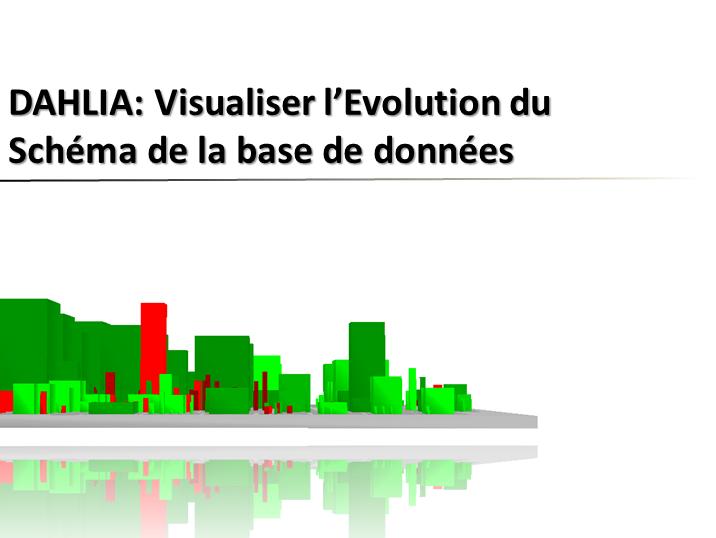 DAHLIA: Visualiser l’Evolution du
Schéma de la base de données